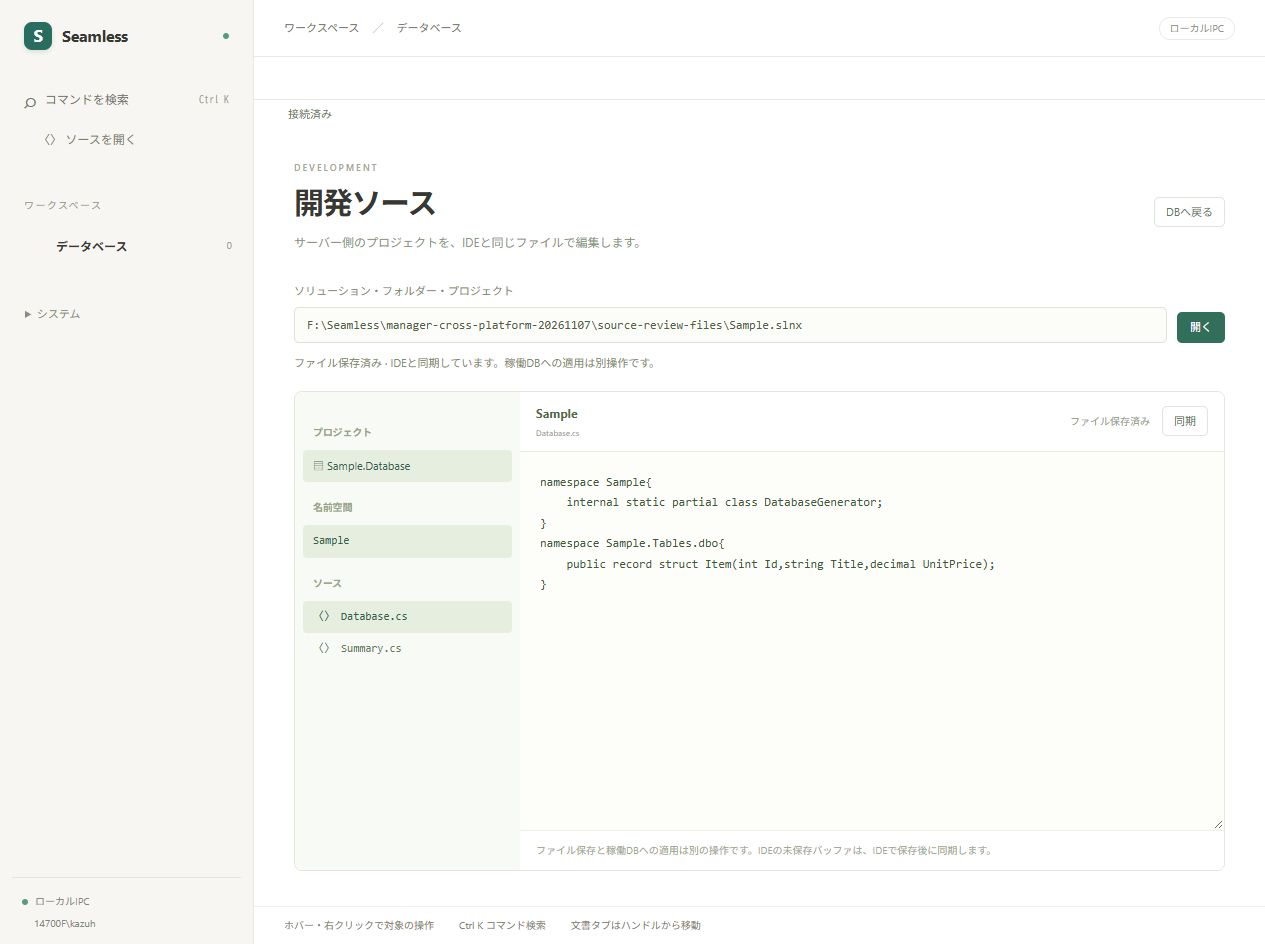 S Seamless
コマンドを検索 Ctrl K
ソースを開く
ワークスペース
データベース 0
システム
ローカルIPC
14700F\kazuh
ワークスペース ／ データベース
ローカルIPC
接続済み
DEVELOPMENT
開発ソース
DBへ戻る
サーバー側のプロジェクトを、IDEと同じファイルで編集します。
ソリューション・フォルダー・プロジェクト
F:\Seamless\manager-cross-platform-20261107\source-review-files\Sample.slnx
開く
ファイル保存済み · IDEと同期しています。稼働DBへの適用は別操作です。
プロジェクト
Sample.Database
名前空間
Sample
ソース
Database.cs
Summary.cs
Sample
Database.cs
ファイル保存済み
同期
namespace Sample{
    internal static partial class DatabaseGenerator;
}
namespace Sample.Tables.dbo{
    public record struct Item(int Id,string Title,decimal UnitPrice);
}
ファイル保存と稼働DBへの適用は別の操作です。IDEの未保存バッファは、IDEで保存後に同期します。
ホバー・右クリックで対象の操作 Ctrl K コマンド検索 文書タブはハンドルから移動